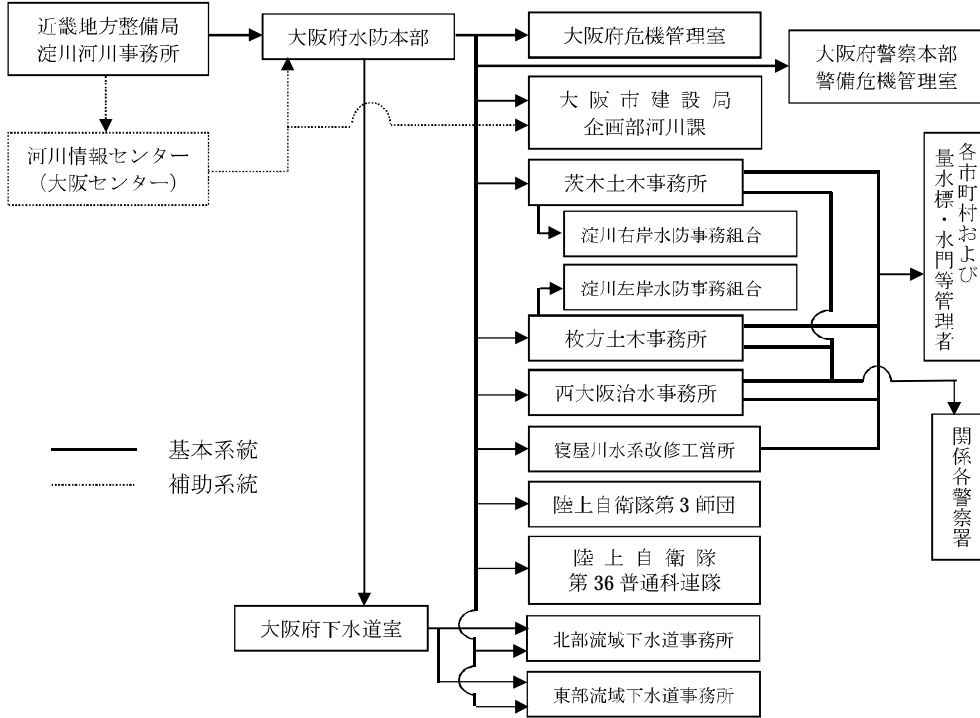 近畿地方整備局
淀川河川事務所
大阪府水防本部
大阪府危機管理室
大阪府警察本部
警備危機管理室
大阪市建設局
企画部河川課
河川情報センター
（大阪センター）
茨木土木事務所
淀川右岸水防事務組合
淀川左岸水防事務組合
枚方土木事務所
西大阪治水事務所
寝屋川水系改修工営所
陸上自衛隊第3師団
陸上自衛隊
第36普通科連隊
大阪府下水道室
北部流域下水道事務所
東部流域下水道事務所
各市町村および
量水標・水門等管理者
関係各警察署
基本系統
補助系統